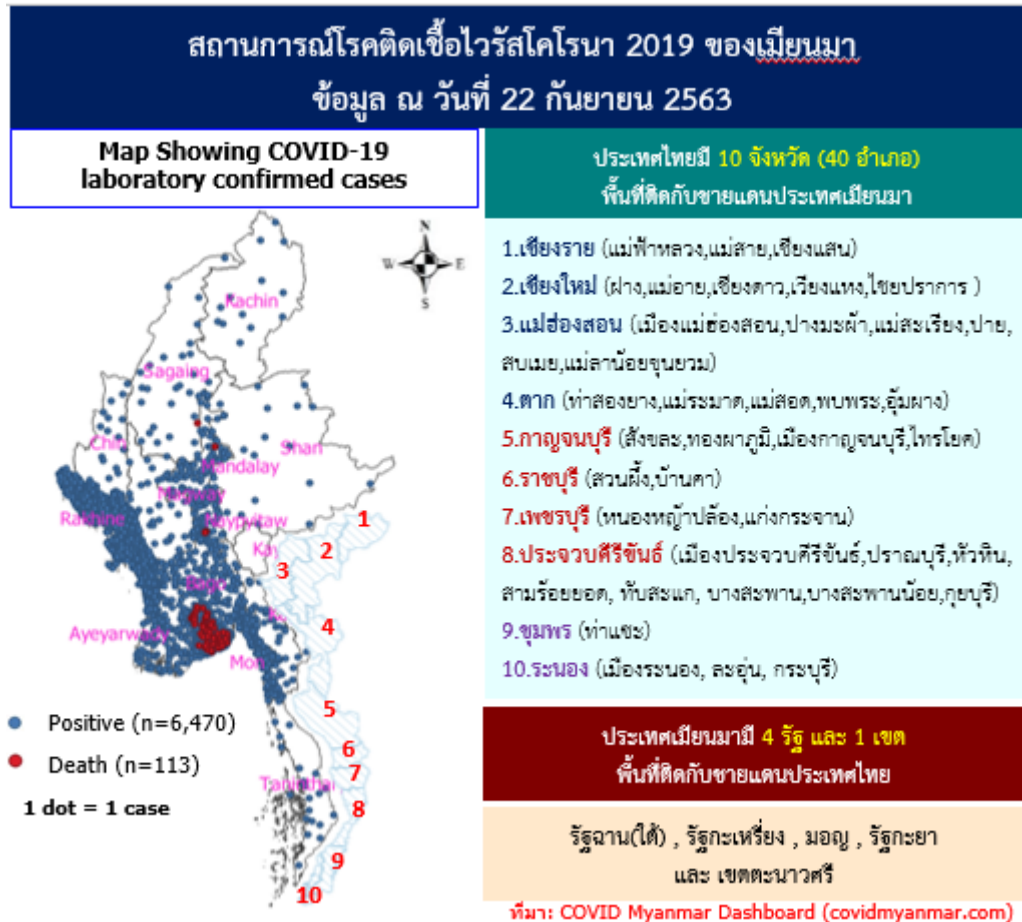 สถานการณ์โรคติดเชื้อไวรัสโคโรนา 2019 ของเมียนมา
ข้อมูล ณ วันที่ 22 กันยายน 2563
Map Showing COVID-19
laboratory confirmed cases
N
W E
S
Kachin
Sagaing
Chin
Shan
Mandalay
Magway
Rakhine
Naypyitaw
Bago
Ayeyarwady
Mon
1
2
3
4
5
6
7
8
9
10
Positive (n=6,470)
Death (n=113)
1 dot = 1 case
ประเทศไทยมี 10 จังหวัด (40 อำเภอ)
พื้นที่ติดกับชายแดนประเทศเมียนมา
1.เชียงราย (แม่ฟ้าหลวง,แม่สาย,เชียงแสน)
2.เชียงใหม่ (ฝาง,แม่อาย,เชียงดาว,เวียงแหง,ไชยปราการ )
3.แม่ฮ่องสอน (เมืองแม่ฮ่องสอน,ปางมะผ้า,แม่สะเรียง,ปาย,
สบเมย,แม่ลาน้อยขุนยวม)
4.ตาก (ท่าสองยาง,แม่ระมาด,แม่สอด,พบพระ,อุ้มผาง)
5.กาญจนบุรี (สังขละ,ทองผาภูมิ,เมืองกาญจนบุรี,ไทรโยค)
6.ราชบุรี (สวนผึ้ง,บ้านคา)
7.เพชรบุรี (หนองหญ้าปล้อง,แก่งกระจาน)
8.ประจวบคีรีขันธ์ (เมืองประจวบคีรีขันธ์,ปราณบุรี,หัวหิน,
สามร้อยยอด, ทับสะแก, บางสะพาน,บางสะพานน้อย,กุยบุรี)
9.ชุมพร (ท่าแซะ)
10.ระนอง (เมืองระนอง, ละอุ่น, กระบุรี)
ประเทศเมียนมามี 4 รัฐ และ 1 เขต
พื้นที่ติดกับชายแดนประเทศไทย
รัฐฉาน(ใต้) , รัฐกะเหรี่ยง , มอญ , รัฐกะยา
และ เขตตะนาวศรี
ที่มา: COVID Myanmar Dashboard (covidmyanmar.com)